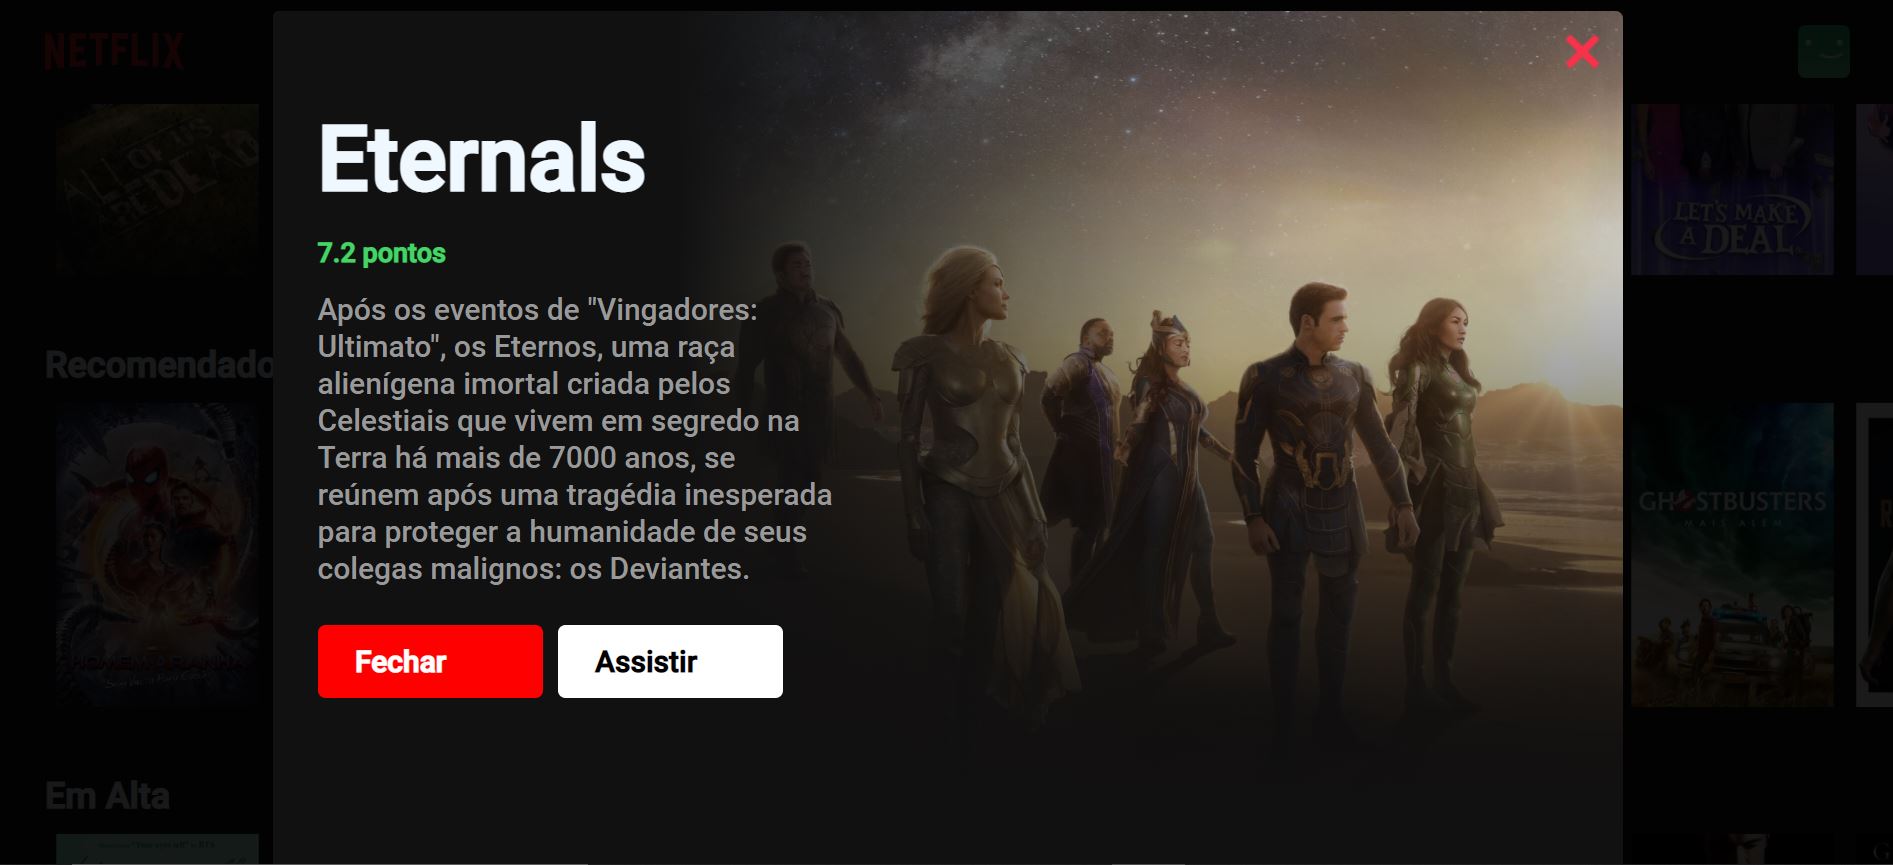 NETFLIX
ALL OF US
ARE DEAD
Eternals
7.2 pontos
Após os eventos de "Vingadores:
Ultimato", os Eternos, uma raça
alienígena imortal criada pelos
Celestiais que vivem em segredo na
Terra há mais de 7000 anos, se
reúnem após uma tragédia inesperada
para proteger a humanidade de seus
colegas malignos: os Deviantes.
Fechar
Assistir
LET'S MAKE
A DEAL
Recomendado
HOMEM-ARANHA
GHOSTBUSTERS
MAIS ALÉM
Em Alta